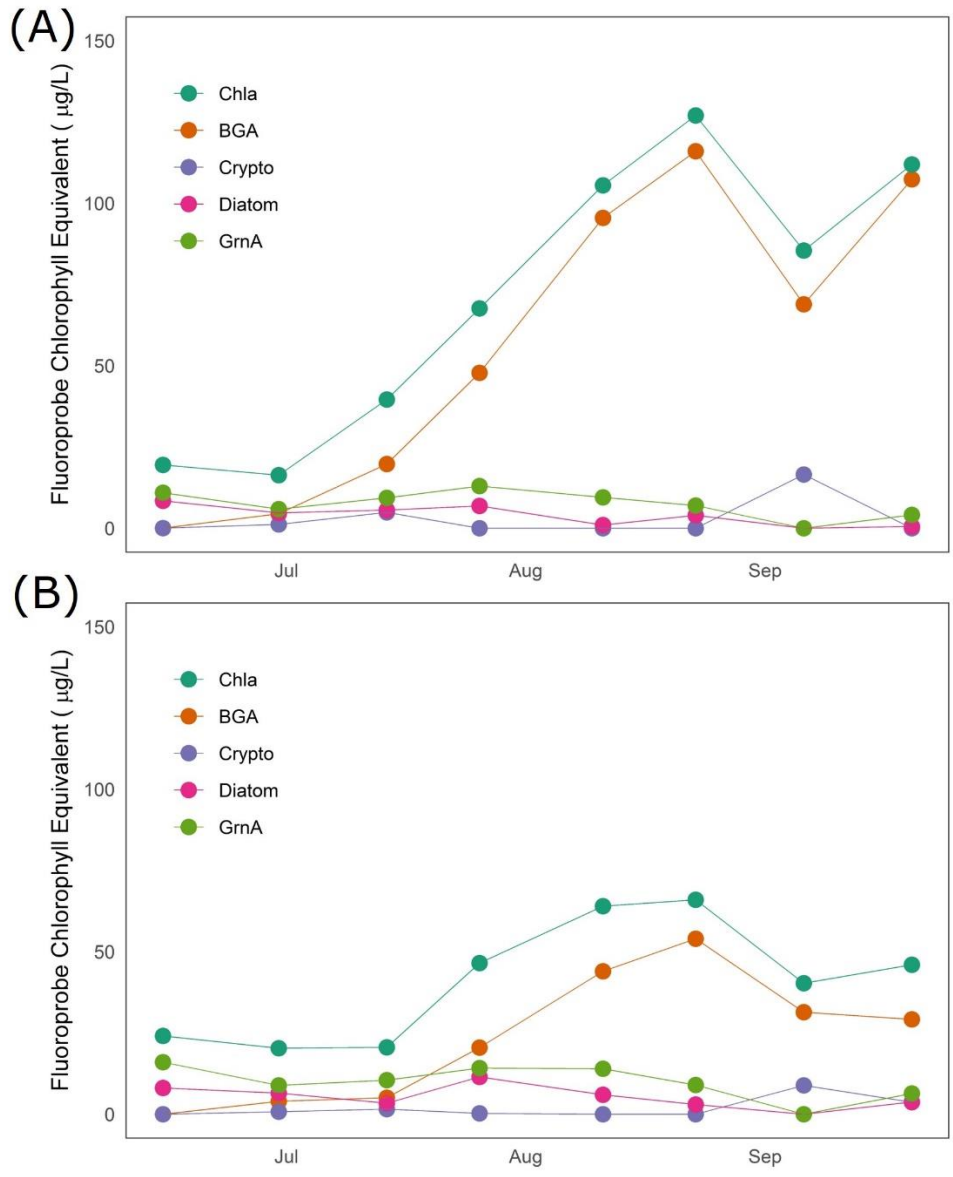 (A)
Fluoroprobe Chlorophyll Equivalent ( μg/L)
150
100
50
0
Chla
BGA
Crypto
Diatom
GrnA
Jul Aug Sep
(B)
Fluoroprobe Chlorophyll Equivalent ( μg/L)
150
100
50
0
Chla
BGA
Crypto
Diatom
GrnA
Jul Aug Sep